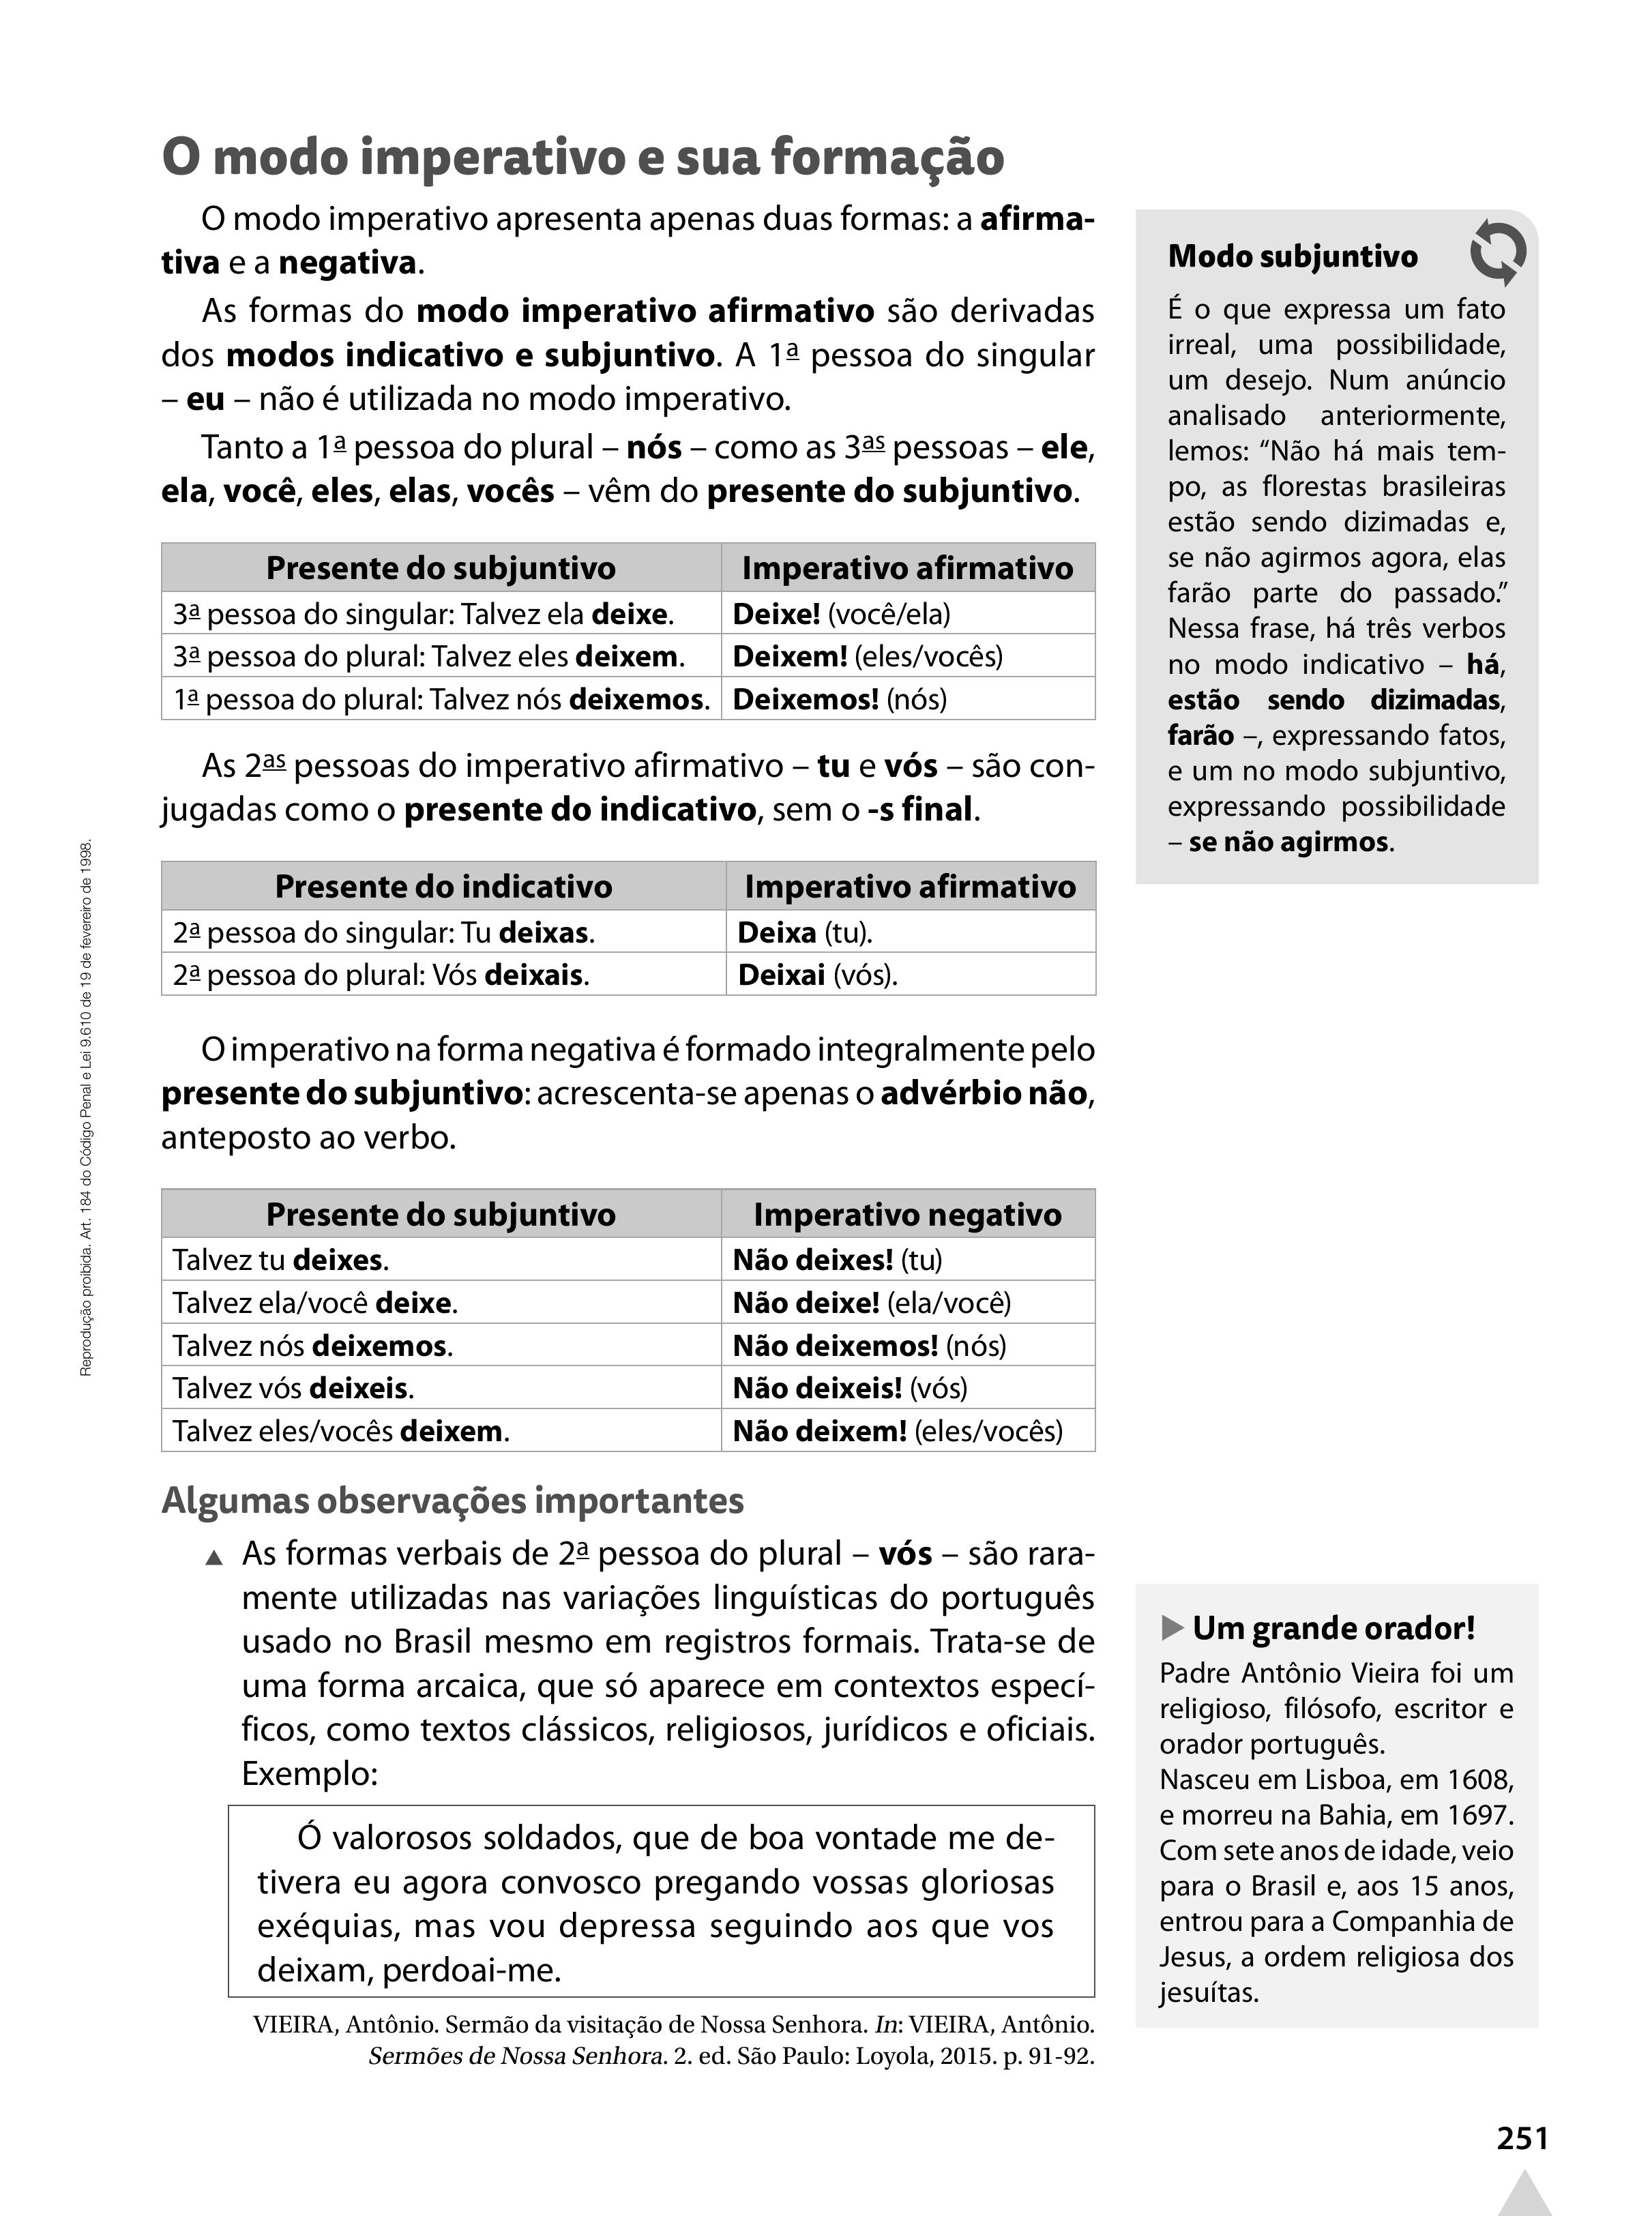 O modo imperativo e sua formação
O modo imperativo apresenta apenas duas formas: a afirma-
tiva e a negativa.
As formas do modo imperativo afirmativo são derivadas
dos modos indicativo e subjuntivo. A 1ª pessoa do singular
– eu – não é utilizada no modo imperativo.
Tanto a 1ª pessoa do plural – nós – como as 3as pessoas – ele,
ela, você, eles, elas, vocês – vêm do presente do subjuntivo.
Presente do subjuntivo Imperativo afirmativo
3ª pessoa do singular: Talvez ela deixe. Deixe! (você/ela)
3ª pessoa do plural: Talvez eles deixem. Deixem! (eles/vocês)
1ª pessoa do plural: Talvez nós deixemos. Deixemos! (nós)
As 2as pessoas do imperativo afirmativo – tu e vós – são con-
jugadas como o presente do indicativo, sem o -s final.
Presente do indicativo Imperativo afirmativo
2ª pessoa do singular: Tu deixas. Deixa (tu).
2ª pessoa do plural: Vós deixais. Deixai (vós).
O imperativo na forma negativa é formado integralmente pelo
presente do subjuntivo: acrescenta-se apenas o advérbio não,
anteposto ao verbo.
Presente do subjuntivo Imperativo negativo
Talvez tu deixes. Não deixes! (tu)
Talvez ela/você deixe. Não deixe! (ela/você)
Talvez nós deixemos. Não deixemos! (nós)
Talvez vós deixeis. Não deixeis! (vós)
Talvez eles/vocês deixem. Não deixem! (eles/vocês)
Algumas observações importantes
▲ As formas verbais de 2ª pessoa do plural – vós – são rara-
mente utilizadas nas variações linguísticas do português
usado no Brasil mesmo em registros formais. Trata-se de
uma forma arcaica, que só aparece em contextos especí-
ficos, como textos clássicos, religiosos, jurídicos e oficiais.
Exemplo:
Ó valorosos soldados, que de boa vontade me de-
tivera eu agora convosco pregando vossas gloriosas
exéquias, mas vou depressa seguindo aos que vos
deixam, perdoai-me.
VIEIRA, Antônio. Sermão da visitação de Nossa Senhora. In: VIEIRA, Antônio.
Sermões de Nossa Senhora. 2. ed. São Paulo: Loyola, 2015. p. 91-92.
Modo subjuntivo
É o que expressa um fato
irreal, uma possibilidade,
um desejo. Num anúncio
analisado anteriormente,
lemos: “Não há mais tem-
po, as florestas brasileiras
estão sendo dizimadas e,
se não agirmos agora, elas
farão parte do passado.”
Nessa frase, há três verbos
no modo indicativo – há,
estão sendo dizimadas,
farão –, expressando fatos,
e um no modo subjuntivo,
expressando possibilidade
– se não agirmos.
▶ Um grande orador!
Padre Antônio Vieira foi um
religioso, filósofo, escritor e
orador português.
Nasceu em Lisboa, em 1608,
e morreu na Bahia, em 1697.
Com sete anos de idade, veio
para o Brasil e, aos 15 anos,
entrou para a Companhia de
Jesus, a ordem religiosa dos
jesuítas.
Reprodução proibida. Art. 184 do Código Penal e Lei 9.610 de 19 de fevereiro de 1998.
251